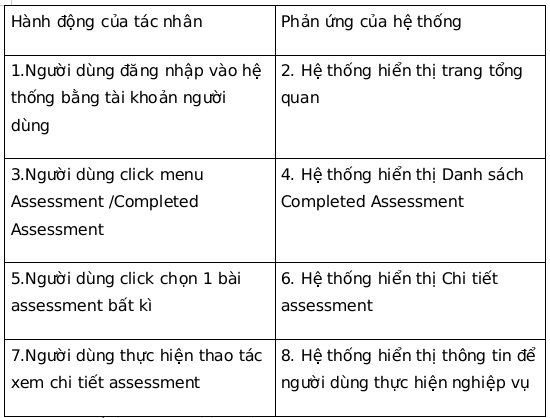 Hành động của tác nhân
Phản ứng của hệ thống
1.Người dùng đăng nhập vào hệ
thống bằng tài khoản người
dùng
2. Hệ thống hiển thị trang tổng
quan
3.Người dùng click menu
Assessment /Completed
Assessment
4. Hệ thống hiển thị Danh sách
Completed Assessment
5.Người dùng click chọn 1 bài
assessment bất kì
6. Hệ thống hiển thị Chi tiết
assessment
7.Người dùng thực hiện thao tác
xem chi tiết assessment
8. Hệ thống hiển thị thông tin để
người dùng thực hiện nghiệp vụ